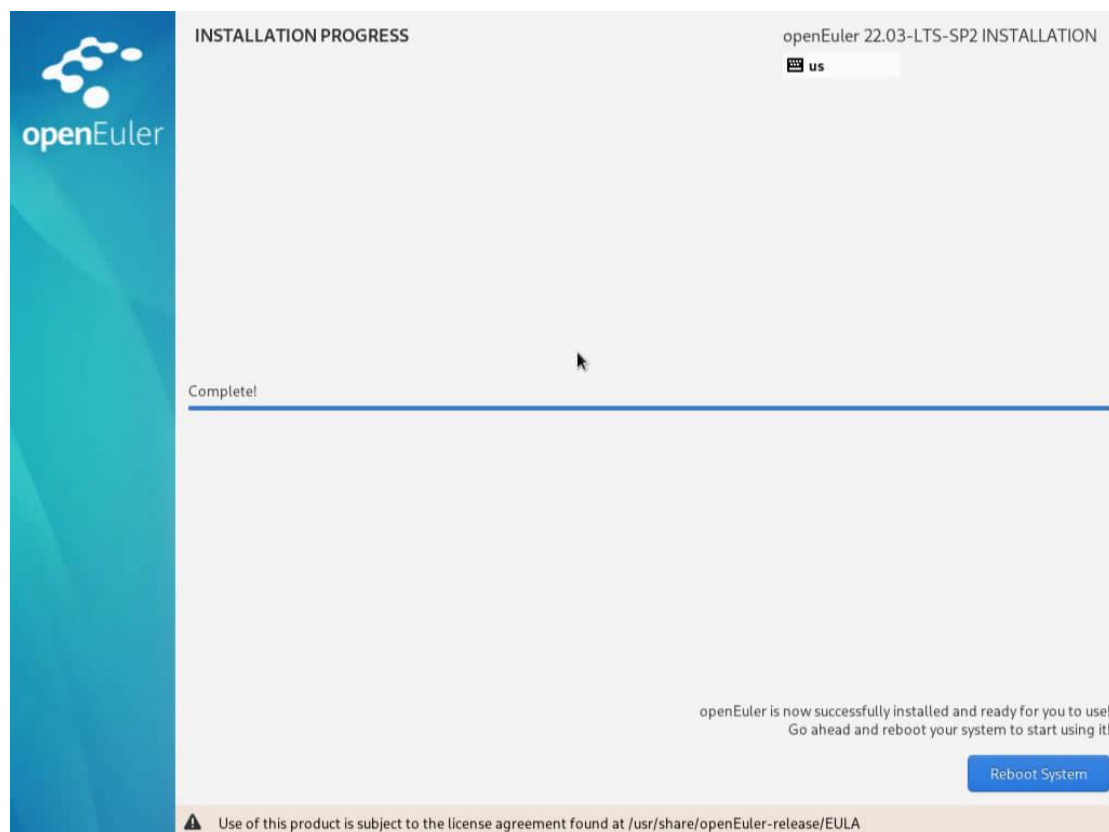 openEuler
INSTALLATION PROGRESS
openEuler 22.03-LTS-SP2 INSTALLATION
us
Complete!
openEuler is now successfully installed and ready for you to use!
Go ahead and reboot your system to start using it!
Reboot System
Use of this product is subject to the license agreement found at /usr/share/openEuler-release/EULA